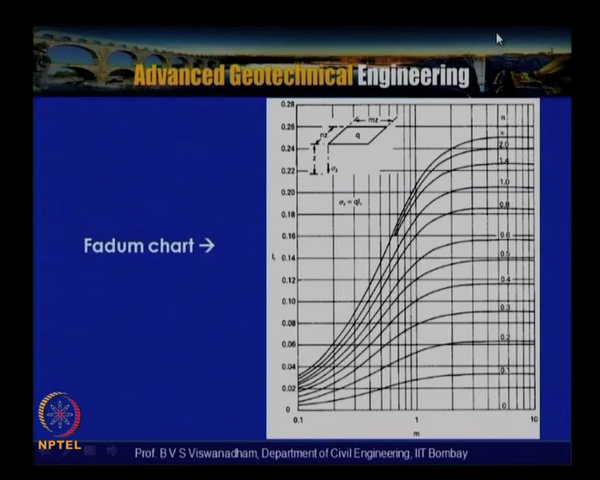 Advanced Geotechnical Engineering
Fadum chart →
0.28
0.26
0.24
0.22
0.20
0.18
0.16
0.14
0.12
0.10
0.08
0.06
0.04
0.02
0
0.1
1
10
m
n
∞
2.0
1.4
1.0
0.8
0.6
0.5
0.4
0.3
0.2
0.1
0
mz
nz
q
z
σz
σz = qIr
NPTEL
Prof. B V S Viswanadham, Department of Civil Engineering, IIT Bombay